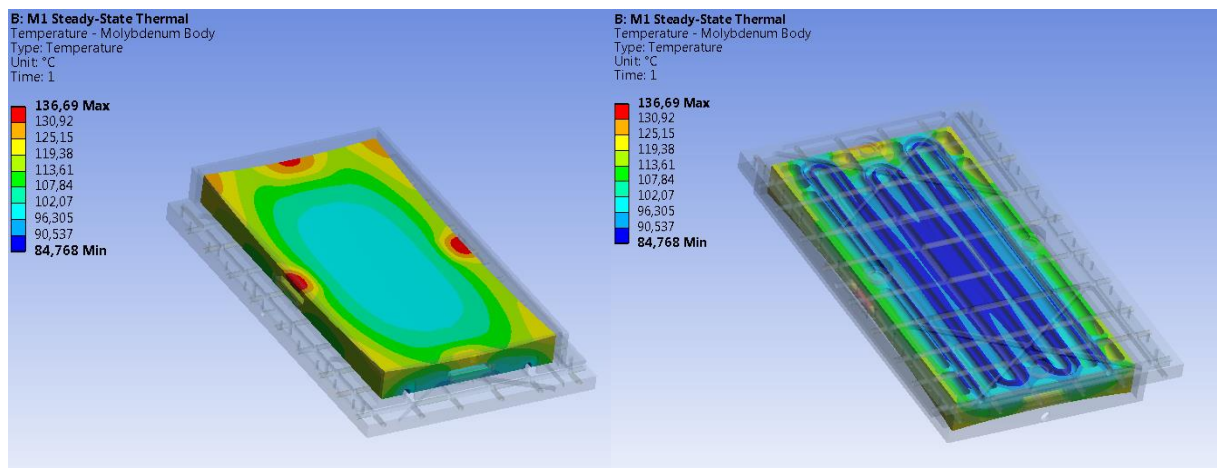 B: M1 Steady-State Thermal
Temperature - Molybdenum Body
Type: Temperature
Unit: °C
Time: 1
136,69 Max
130,92
125,15
119,38
113,61
107,84
102,07
96,305
90,537
84,768 Min
B: M1 Steady-State Thermal
Temperature - Molybdenum Body
Type: Temperature
Unit: °C
Time: 1
136,69 Max
130,92
125,15
119,38
113,61
107,84
102,07
96,305
90,537
84,768 Min